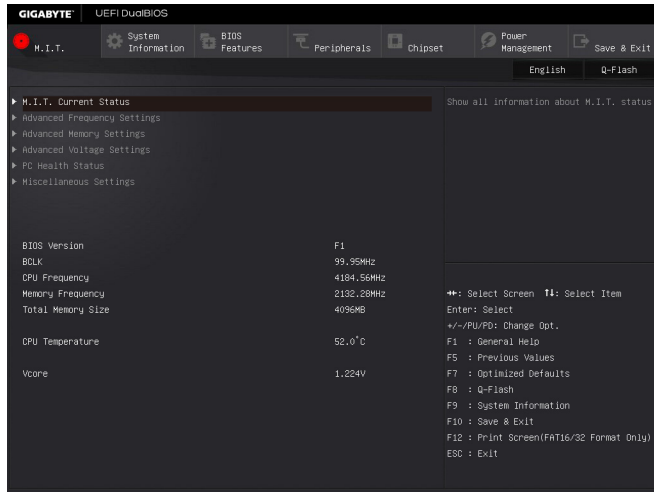 GIGABYTE™ UEFI DualBIOS
M.I.T.
System Information
BIOS Features
Peripherals
Chipset
Power Management
Save & Exit
English Q-Flash
M.I.T. Current Status
Advanced Frequency Settings
Advanced Memory Settings
Advanced Voltage Settings
PC Health Status
Miscellaneous Settings
Show all information about M.I.T. status
BIOS Version F1
BCLK 99.95MHz
CPU Frequency 4184.56MHz
Memory Frequency 2132.28MHz
Total Memory Size 4096MB
CPU Temperature 52.0°C
Vcore 1.224V
→←: Select Screen ↑↓: Select Item
Enter: Select
+/-/PU/PD: Change Opt.
F1 : General Help
F5 : Previous Values
F7 : Optimized Defaults
F8 : Q-Flash
F9 : System Information
F10 : Save & Exit
F12 : Print Screen(FAT16/32 Format Only)
ESC : Exit